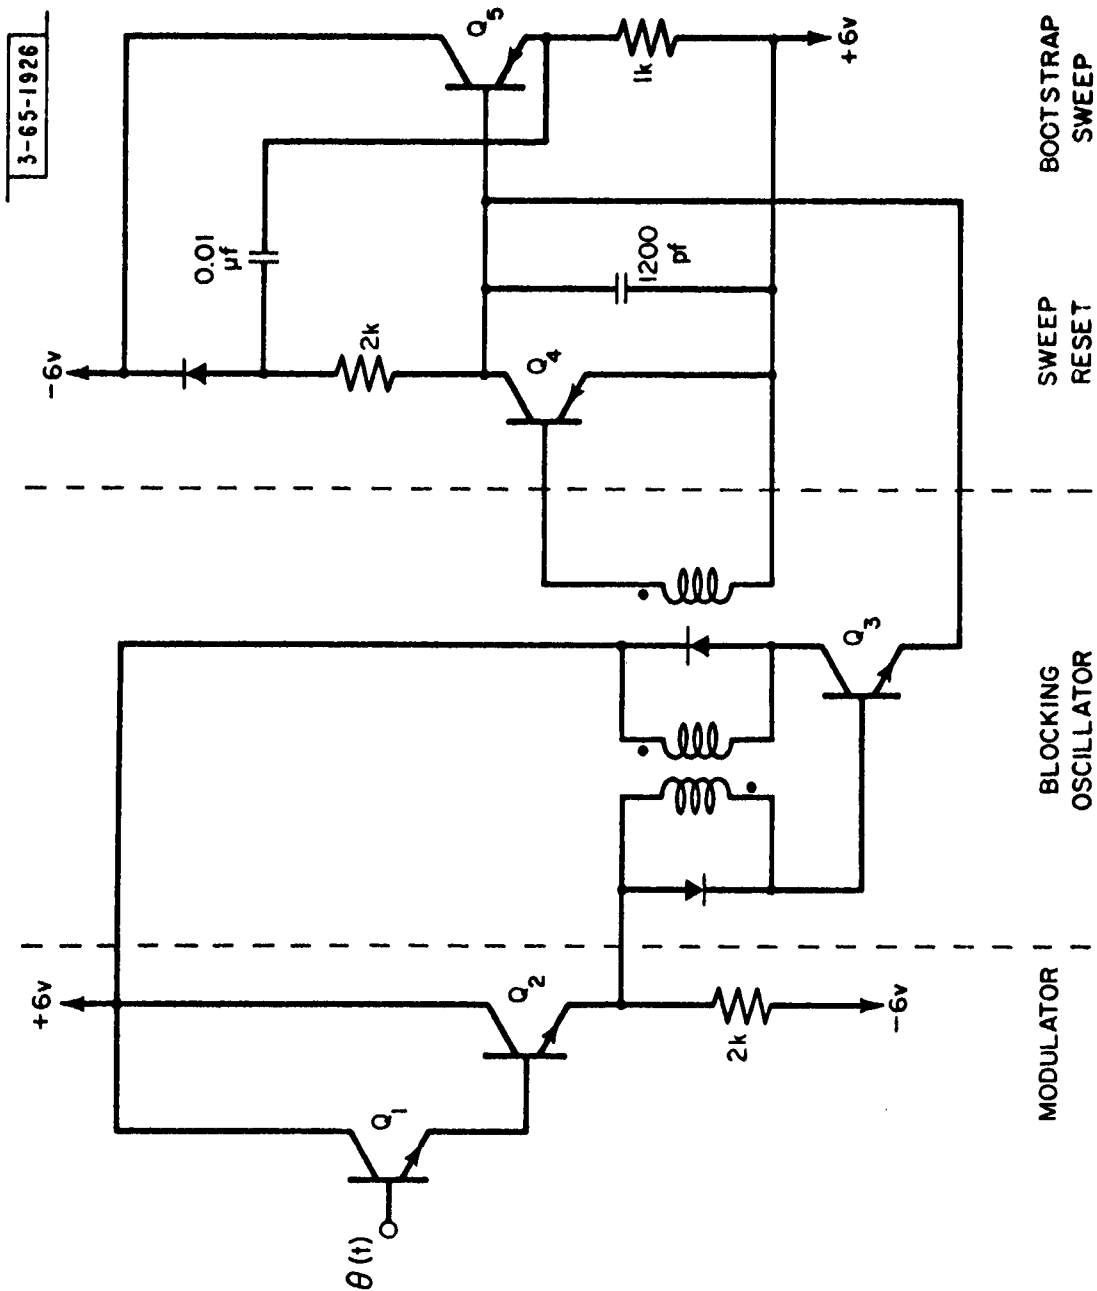 3-65-1926
θ(t)
Q1
+6v
Q2
2k
-6v
MODULATOR
Q3
BLOCKING
OSCILLATOR
-6v
2k
Q4
0.01
μf
1200
pf
SWEEP
RESET
Q5
1k
+6v
BOOTSTRAP
SWEEP